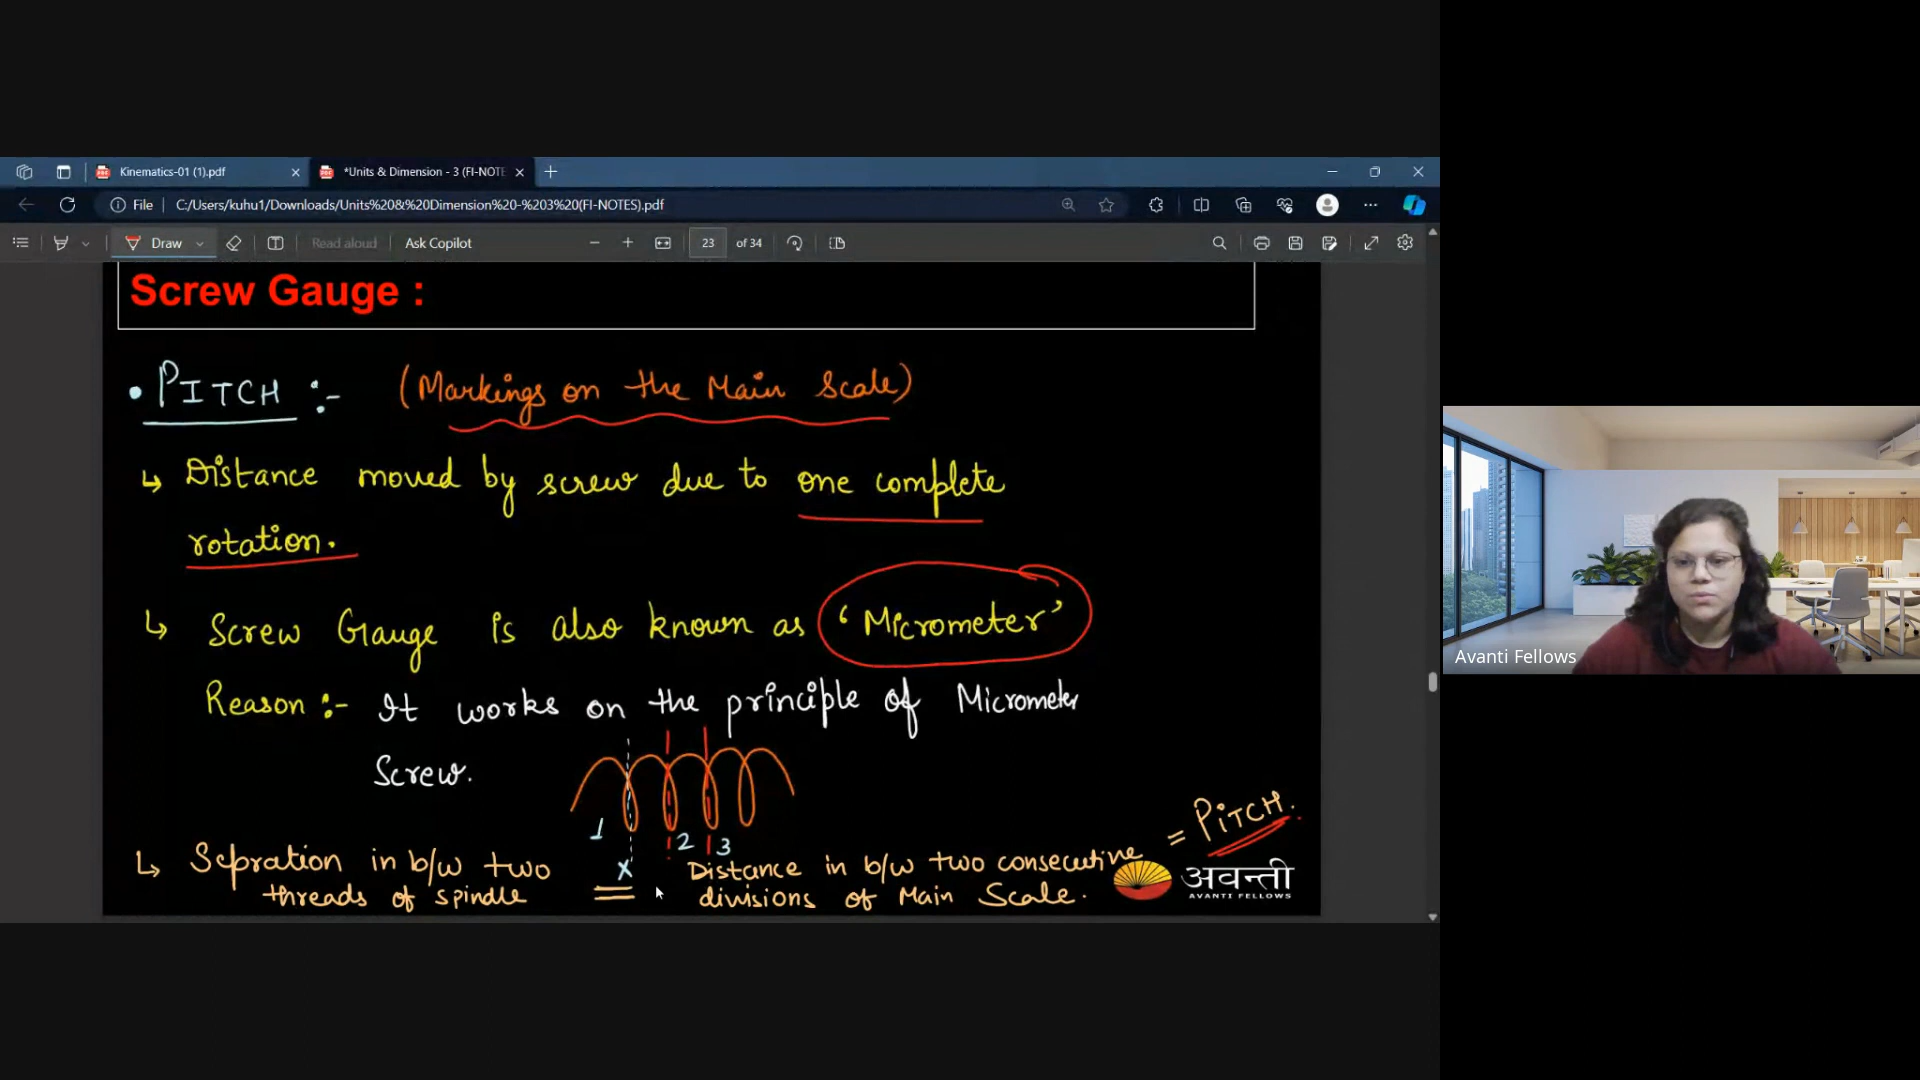 Kinematics-01 (1).pdf
*Units & Dimension - 3 (FI-NOTE
File
C:/Users/kuhu1/Downloads/Units%20&%20Dimension%20-%203%20(FI-NOTES).pdf
Draw
Read aloud
Ask Copilot
23
of 34
Screw Gauge :
• PITCH :- (Markings on the Main Scale)
↳ Distance moved by screw due to one complete
rotation.
↳ Screw Gauge is also known as 'Micrometer'
Reason :- It works on the principle of Micrometer
Screw.
1
2
3
x
= PITCH.
↳ Sepration in b/w two
threads of spindle
=
Distance in b/w two consecutive
divisions of Main Scale.
अवन्ती
AVANTI FELLOWS
Avanti Fellows